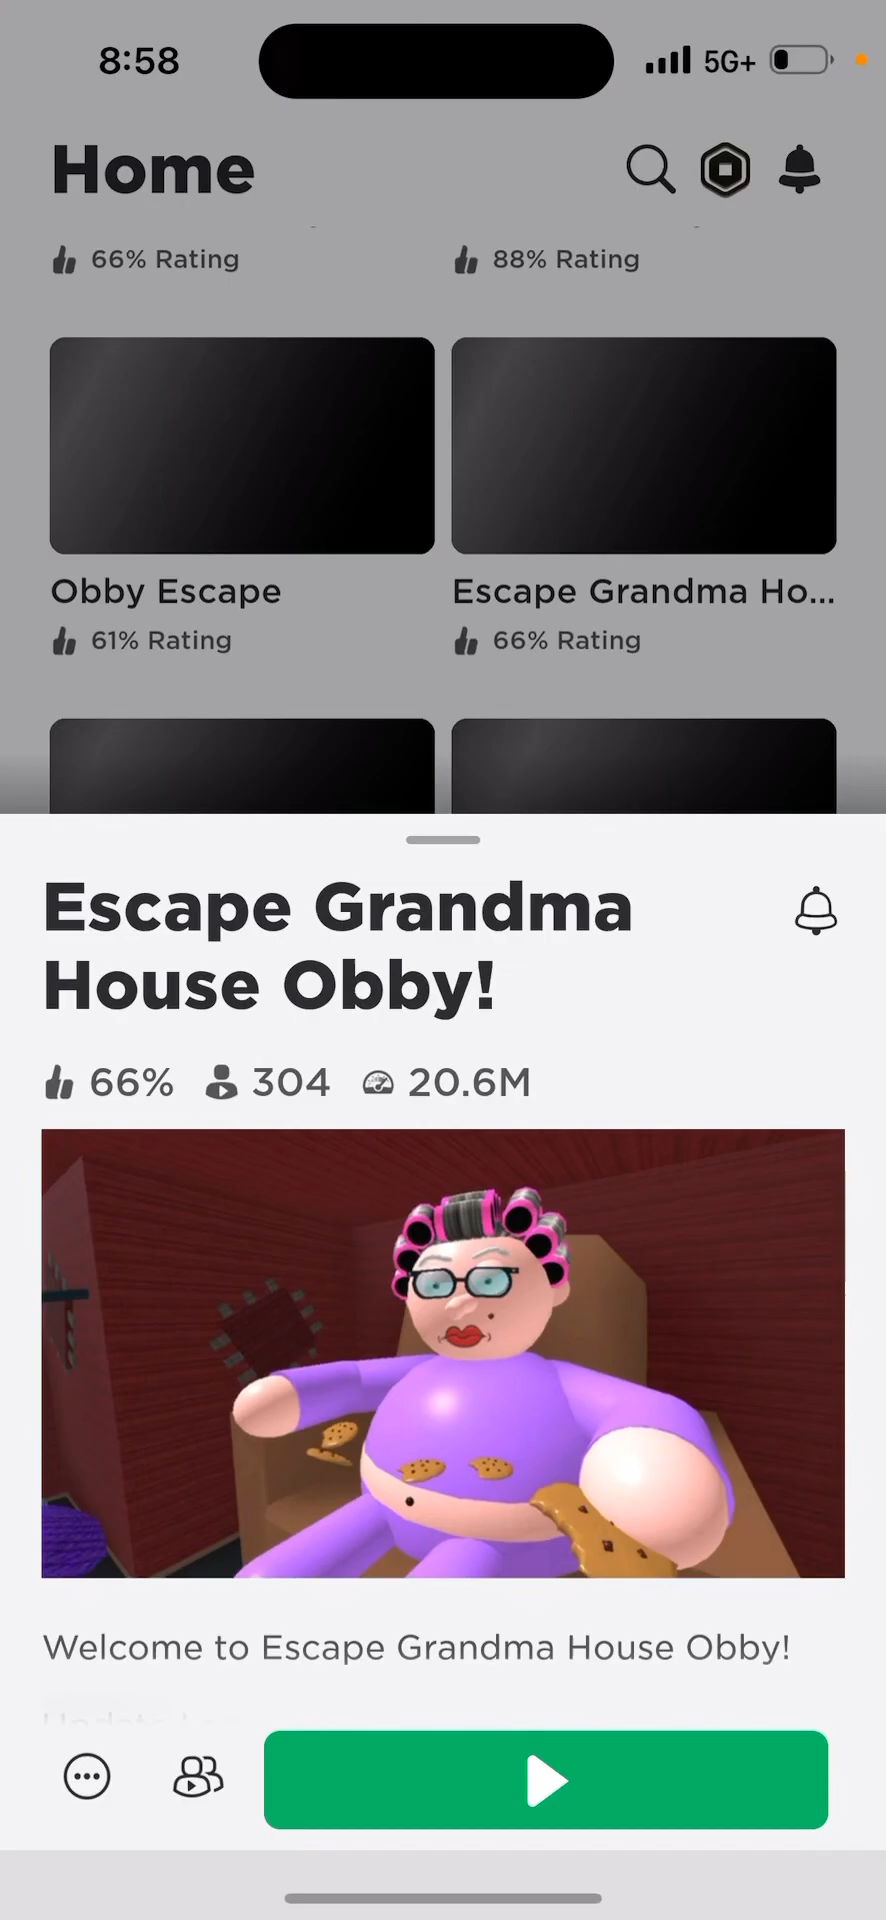 8:58
5G+
Home
66% Rating
88% Rating
Obby Escape
Escape Grandma Ho...
61% Rating
66% Rating
Escape Grandma
House Obby!
66%
304
20.6M
Welcome to Escape Grandma House Obby!